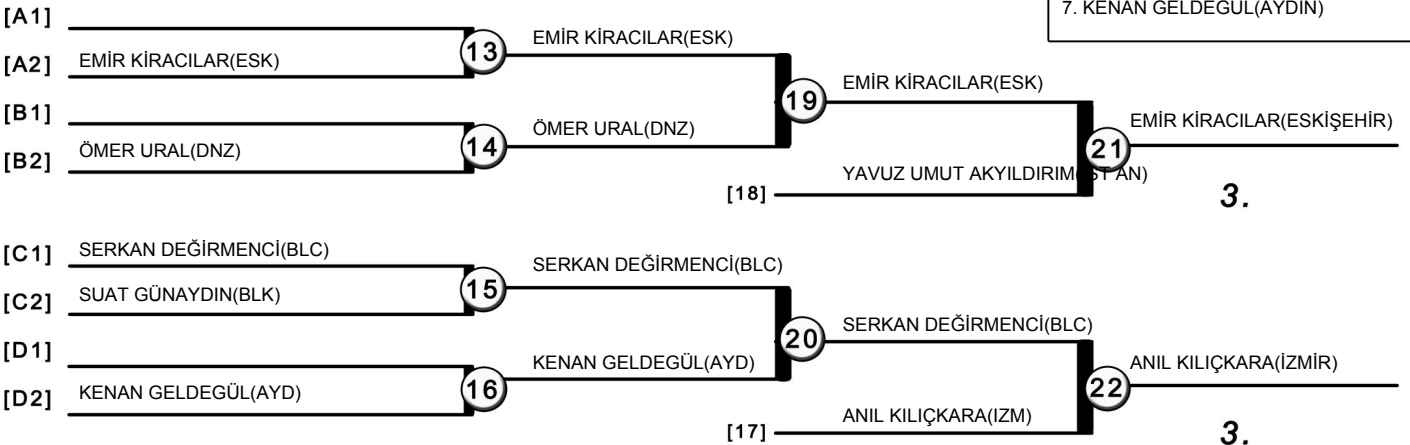 7. KENAN GELDEGÜL(AYDIN)
[A1]
13
EMİR KİRACILAR(ESK)
[A2] EMİR KİRACILAR(ESK)
19
EMİR KİRACILAR(ESK)
[B1]
14
ÖMER URAL(DNZ)
[B2] ÖMER URAL(DNZ)
21
EMİR KİRACILAR(ESKİŞEHİR)
[18] YAVUZ UMUT AKYILDIRIM
3.
[C1] SERKAN DEĞİRMENCİ(BLC)
15
SERKAN DEĞİRMENCİ(BLC)
[C2] SUAT GÜNAYDIN(BLK)
20
SERKAN DEĞİRMENCİ(BLC)
[D1]
16
KENAN GELDEGÜL(AYD)
[D2] KENAN GELDEGÜL(AYD)
22
ANIL KILIÇKARA(İZMİR)
[17] ANIL KILIÇKARA(IZM)
3.